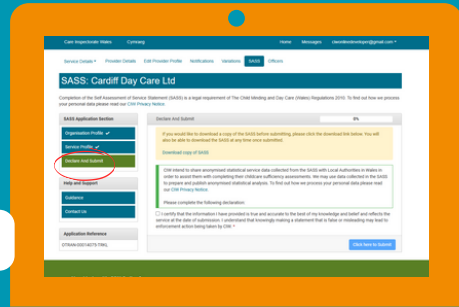 Care Inspectorate Wales Cymraeg Home Messages
Service Details Provider Details Edit Provider Profile Notifications Variations SASS Officers
SASS: Cardiff Day Care Ltd
Completion of the Self Assessment of Service Statement (SASS) is a legal requirement of The Child Minding and Day Care (Wales) Regulations 2010. To find out how we process
your personal data please read our CIW Privacy Notice.
SASS Application Section
Organisation Profile ✔
Service Profile ✔
Declare And Submit
Help and Support
Guidance
Contact Us
Application Reference
Declare And Submit 0%
If you would like to download a copy of the SASS before submitting, please click the download link below. You will
also be able to download the SASS at any time once submitted.
Download copy of SASS
CIW intend to share anonymised statistical service data collected from the SASS with Local Authorities in Wales in
order to assist them with completing their childcare sufficiency assessments. We may use data collected in the SASS
to prepare and publish anonymised statistical analysis. To find out how we process your personal data please read
our CIW Privacy Notice.
Please complete the following declaration:
I certify that the information I have provided is true and accurate to the best of my knowledge and belief and reflects the
service at the date of submission. I understand that knowingly making a statement that is false or misleading may lead to
enforcement action being taken by CIW. *
Click here to Submit